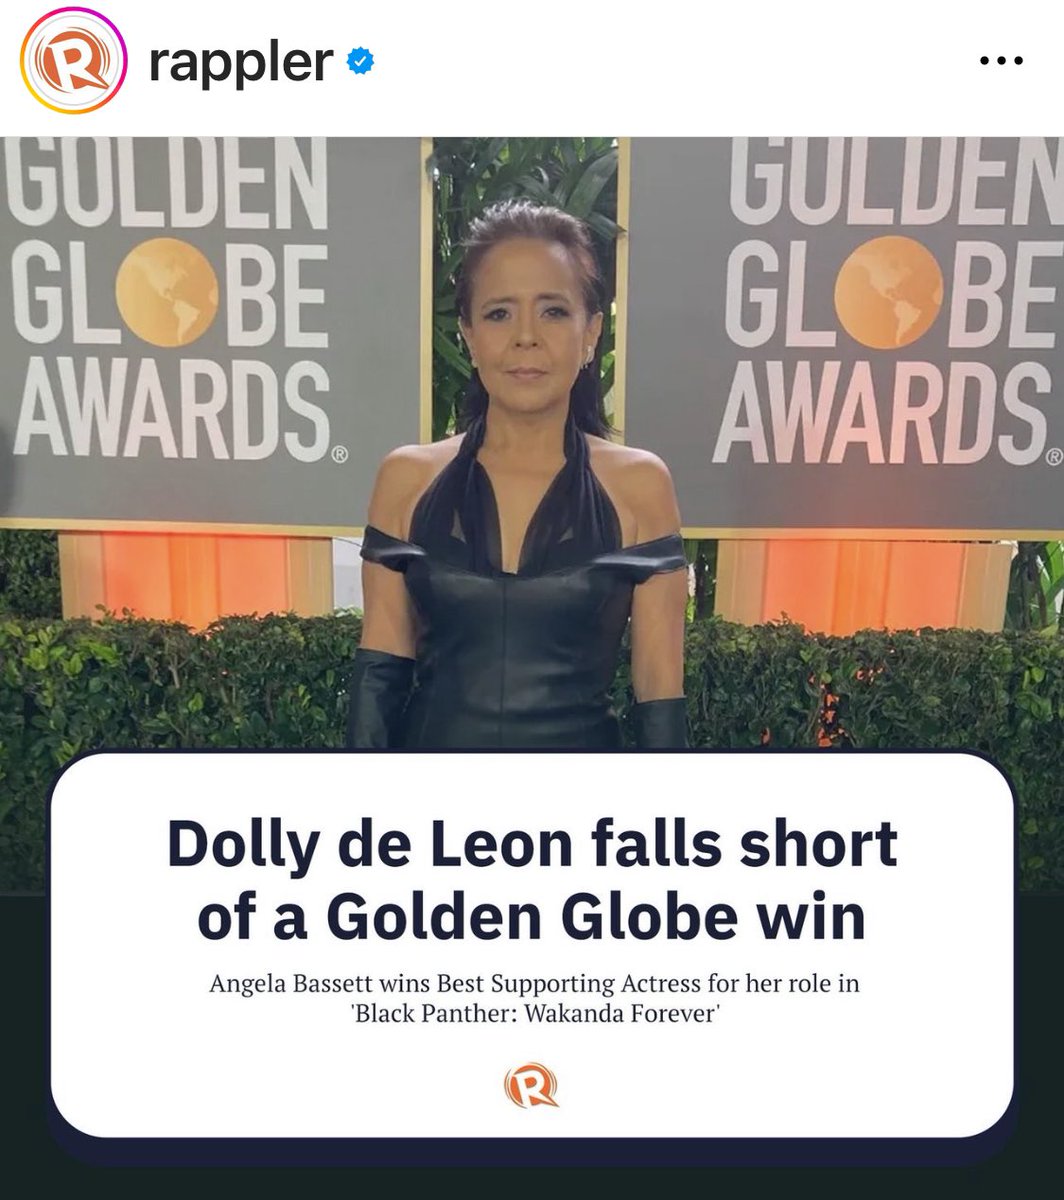 rappler
GOLDEN
GLOBE
AWARDS®
GOLDEN
GLOBE
AWARDS®
Dolly de Leon falls short
of a Golden Globe win
Angela Bassett wins Best Supporting Actress for her role in
'Black Panther: Wakanda Forever'
R